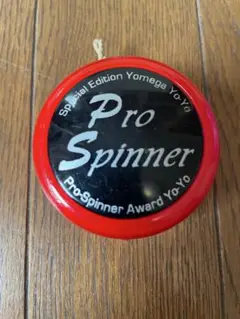 Special Edition Yomega Yo-Yo
Pro
Spinner
Pro-Spinner Award Yo-Yo